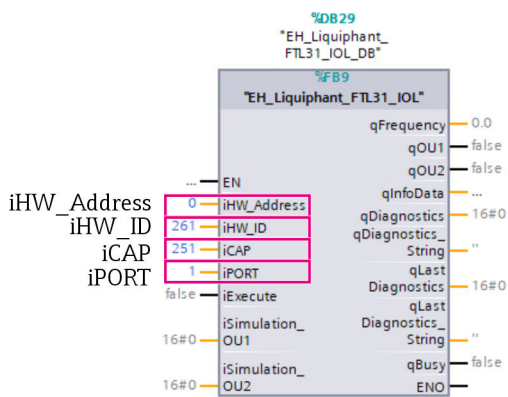 %DB29
"EH_Liquiphant_
FTL31_IOL_DB"
%FB9
"EH_Liquiphant_FTL31_IOL"
qFrequency 0.0
qOU1 false
qOU2 false
... EN
qInfoData ...
iHW_Address 0 iHW_Address
qDiagnostics 16#0
iHW_ID 261 iHW_ID
qDiagnostics_
String ''
iCAP 251 iCAP
iPORT 1 iPORT
qLast
Diagnostics 16#0
false iExecute
qLast
Diagnostics_
String ''
iSimulation_
16#0 OU1
qBusy false
iSimulation_
16#0 OU2
ENO